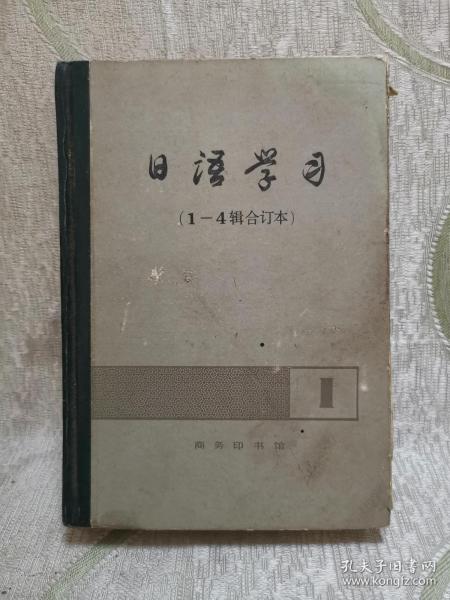 日语学习
(1-4辑合订本)
1
商务印书馆
孔夫子旧书网
www.kongfz.com